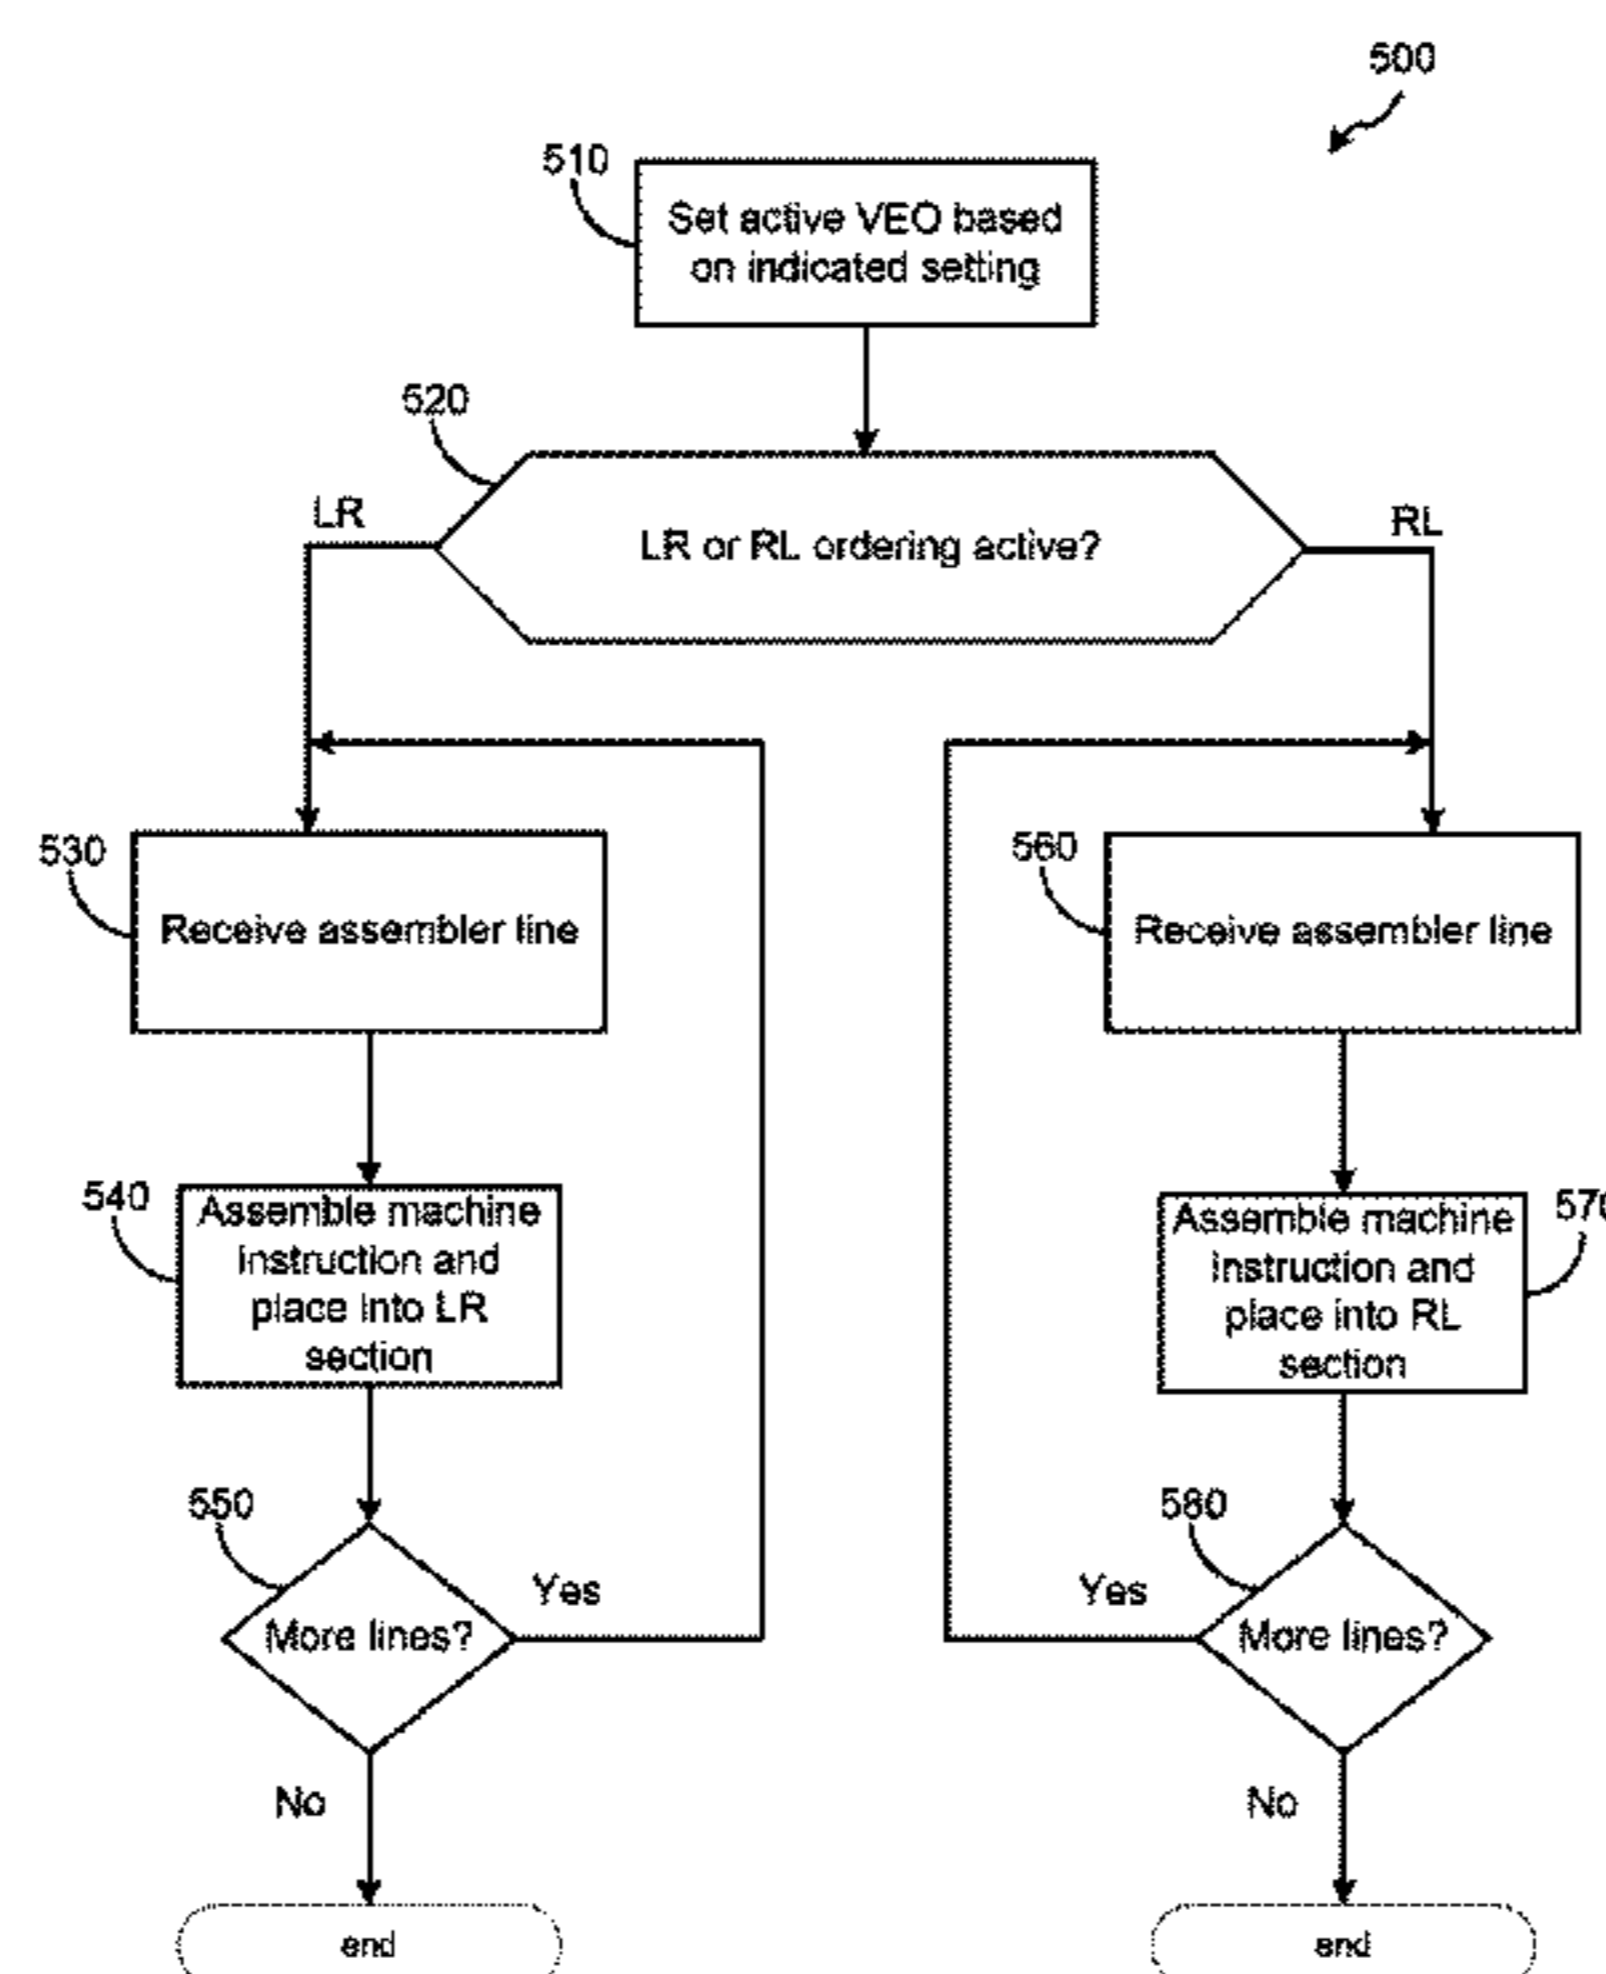 500
510
Set active VEO based
on indicated setting
520
LR
LR or RL ordering active?
RL
530
Receive assembler line
560
Receive assembler line
540
Assemble machine
instruction and
place into LR
section
570
Assemble machine
instruction and
place into RL
section
550
More lines?
Yes
No
end
580
More lines?
Yes
No
end